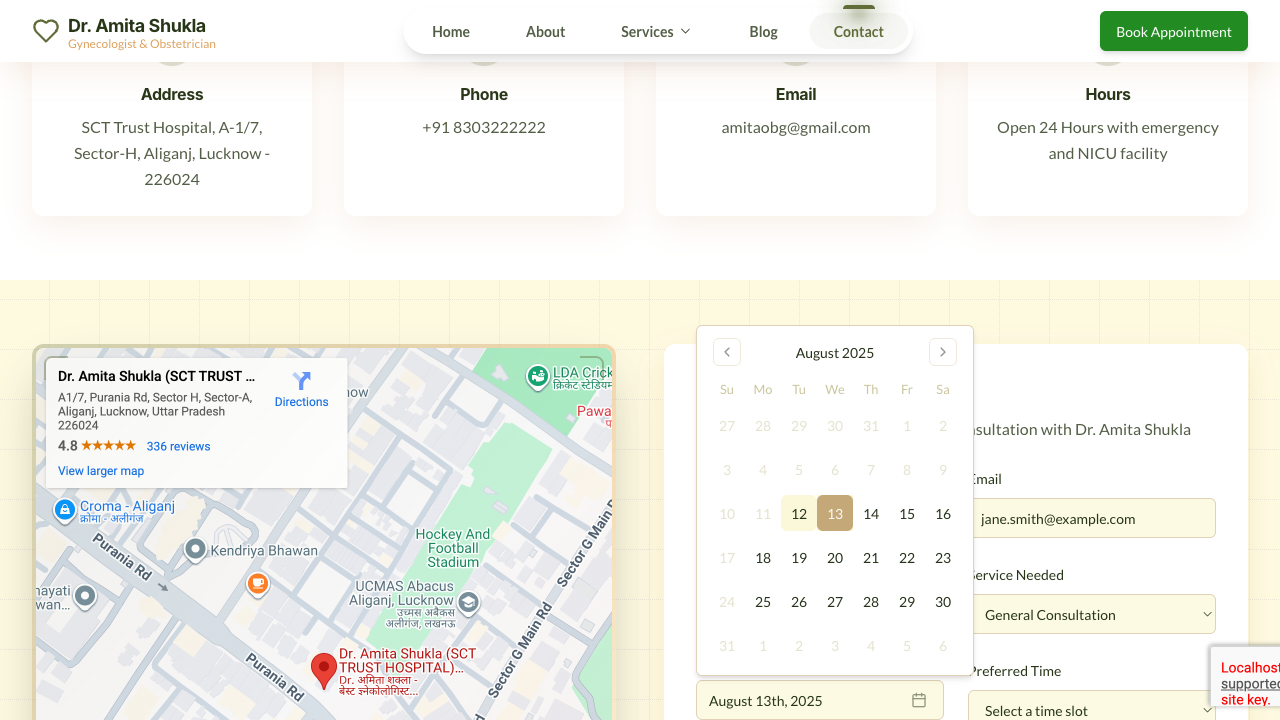 Dr. Amita Shukla
Gynecologist & Obstetrician
Home
About
Services
Blog
Contact
Book Appointment
Address
SCT Trust Hospital, A-1/7,
Sector-H, Aliganj, Lucknow -
226024
Phone
+91 8303222222
Email
amitaobg@gmail.com
Hours
Open 24 Hours with emergency
and NICU facility
Dr. Amita Shukla (SCT TRUST ...
A1/7, Purania Rd, Sector H, Sector-A,
Aliganj, Lucknow, Uttar Pradesh
226024
4.8
336 reviews
Directions
View larger map
now
LDA Crick
क्रिकेट स्टेडियम
Pawa
Croma - Aliganj
क्रोमा - अलीगंज
Kendriya Bhawan
Hockey And
Football
Stadium
Purania Rd
Sector G Main R
nayati
wan...
UCMAS Abacus
Aliganj, Lucknow
उच्मस अबैकस
अलीगंज, लखनऊ
Dr. Amita Shukla (SCT
TRUST HOSPITAL)...
Dr. अमिता शक्ला -
बेस्ट ग्नेकोलोगिस्ट...
Purania Rd
Sector G Main Rd
August 2025
Su Mo Tu We Th Fr Sa
27 28 29 30 31 1 2
3 4 5 6 7 8 9
10 11 12 13 14 15 16
17 18 19 20 21 22 23
24 25 26 27 28 29 30
31 1 2 3 4 5 6
nsultation with Dr. Amita Shukla
Email
jane.smith@example.com
Service Needed
General Consultation
Preferred Time
August 13th, 2025
Select a time slot
Localhost
supported
site key.